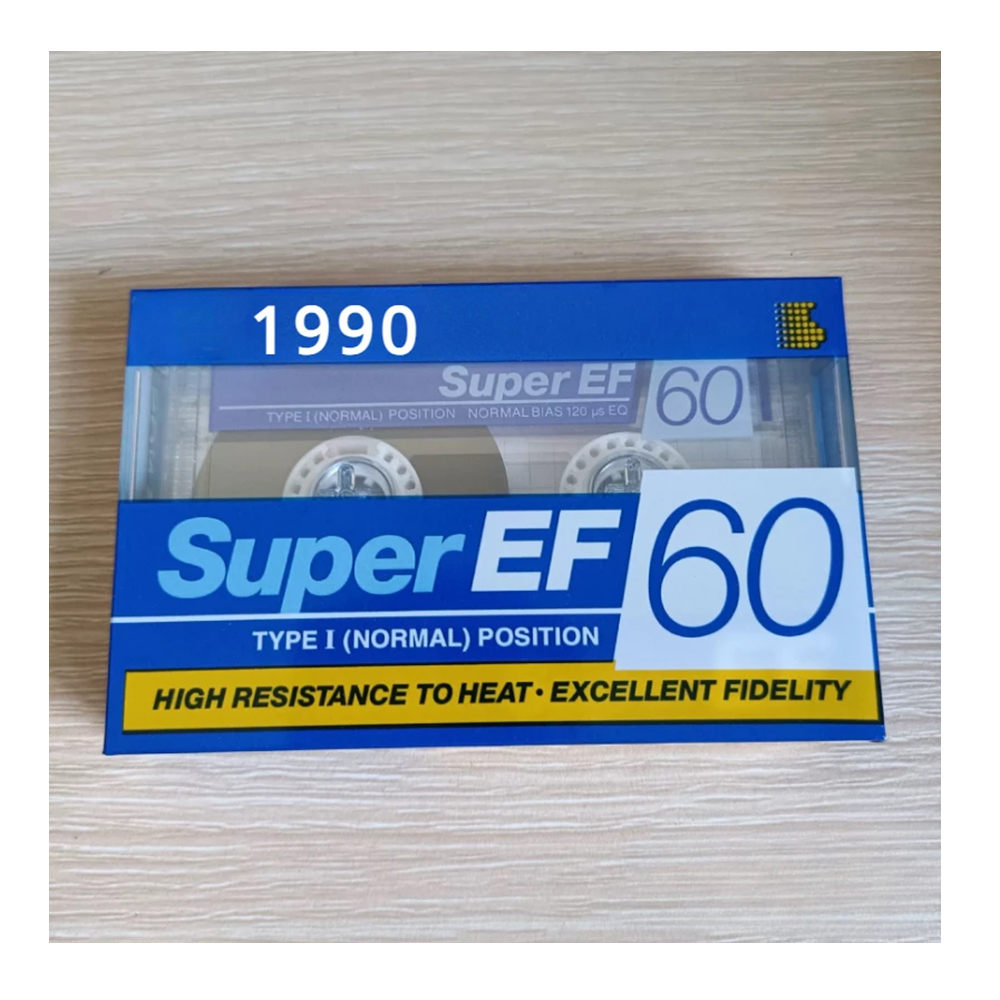 1990
Super EF 60
TYPE I (NORMAL) POSITION NORMAL BIAS 120 µs EQ
Super EF 60
TYPE I (NORMAL) POSITION
HIGH RESISTANCE TO HEAT • EXCELLENT FIDELITY